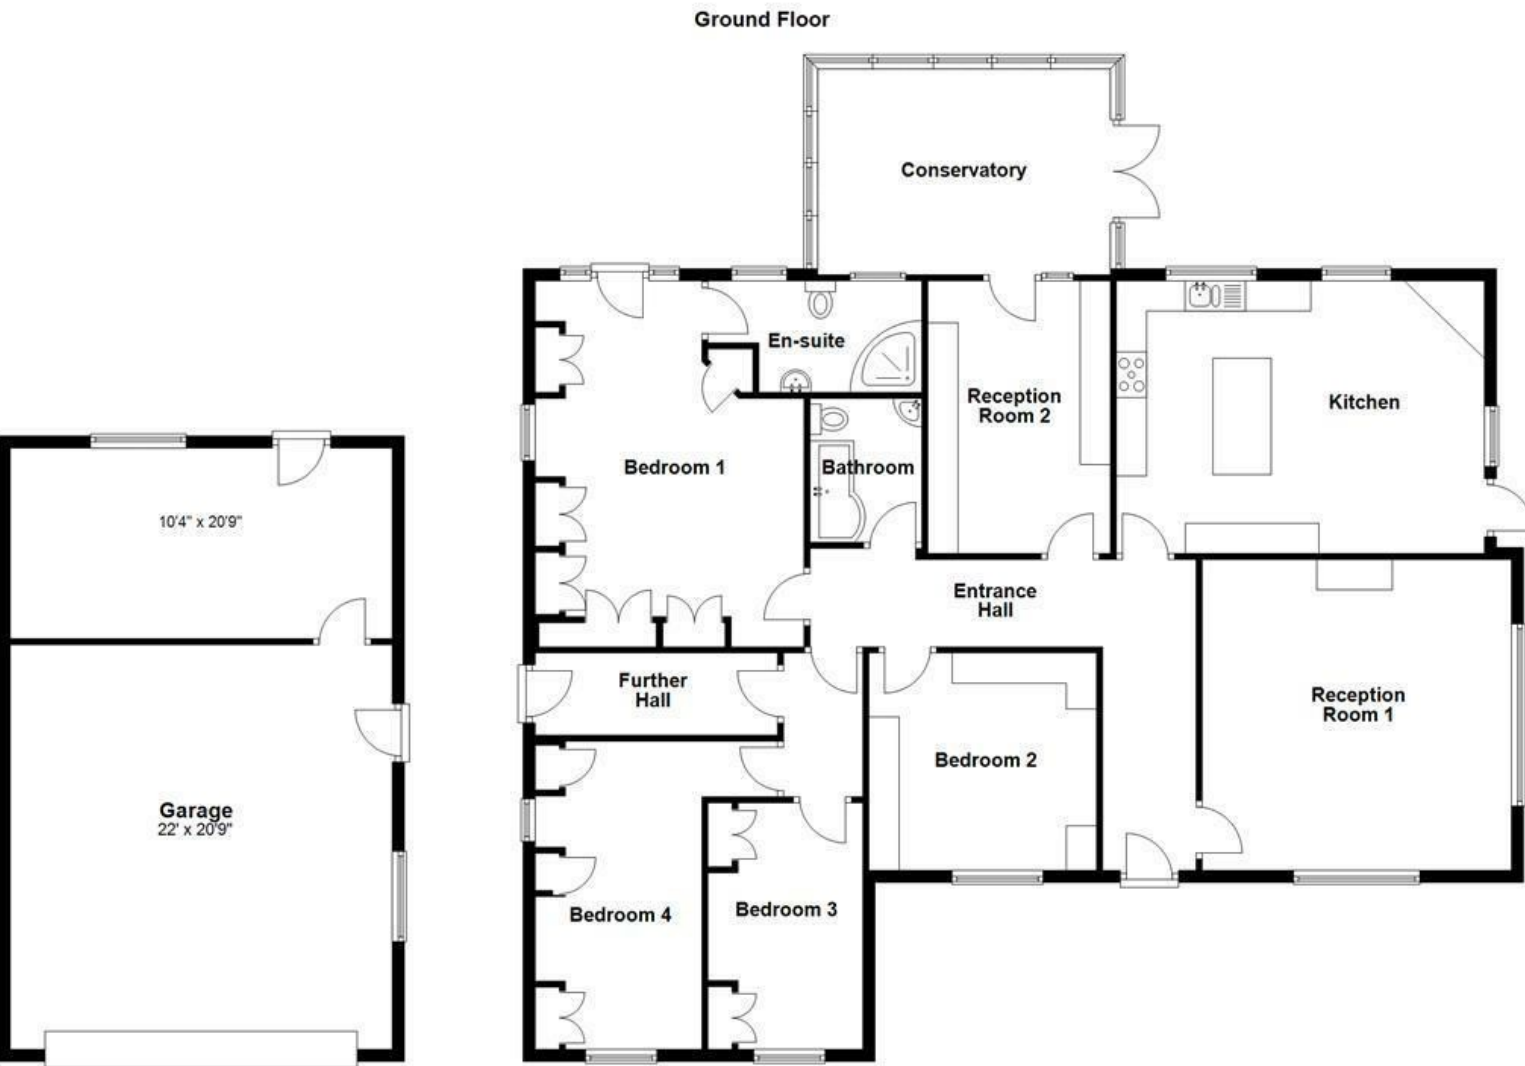 Ground Floor
Conservatory
En-suite
Reception
Room 2
Kitchen
Bedroom 1
Bathroom
10'4" x 20'9"
Entrance
Hall
Further
Hall
Reception
Room 1
Bedroom 2
Garage
22' x 20'9"
Bedroom 4
Bedroom 3